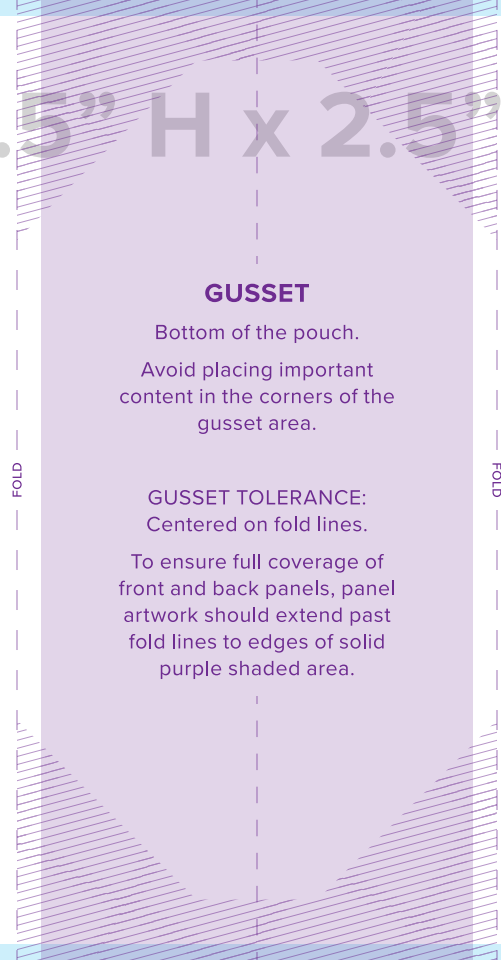 .5” H x 2.5”
GUSSET
Bottom of the pouch.
Avoid placing important
content in the corners of the
gusset area.
FOLD
FOLD
GUSSET TOLERANCE:
Centered on fold lines.
To ensure full coverage of
front and back panels, panel
artwork should extend past
fold lines to edges of solid
purple shaded area.